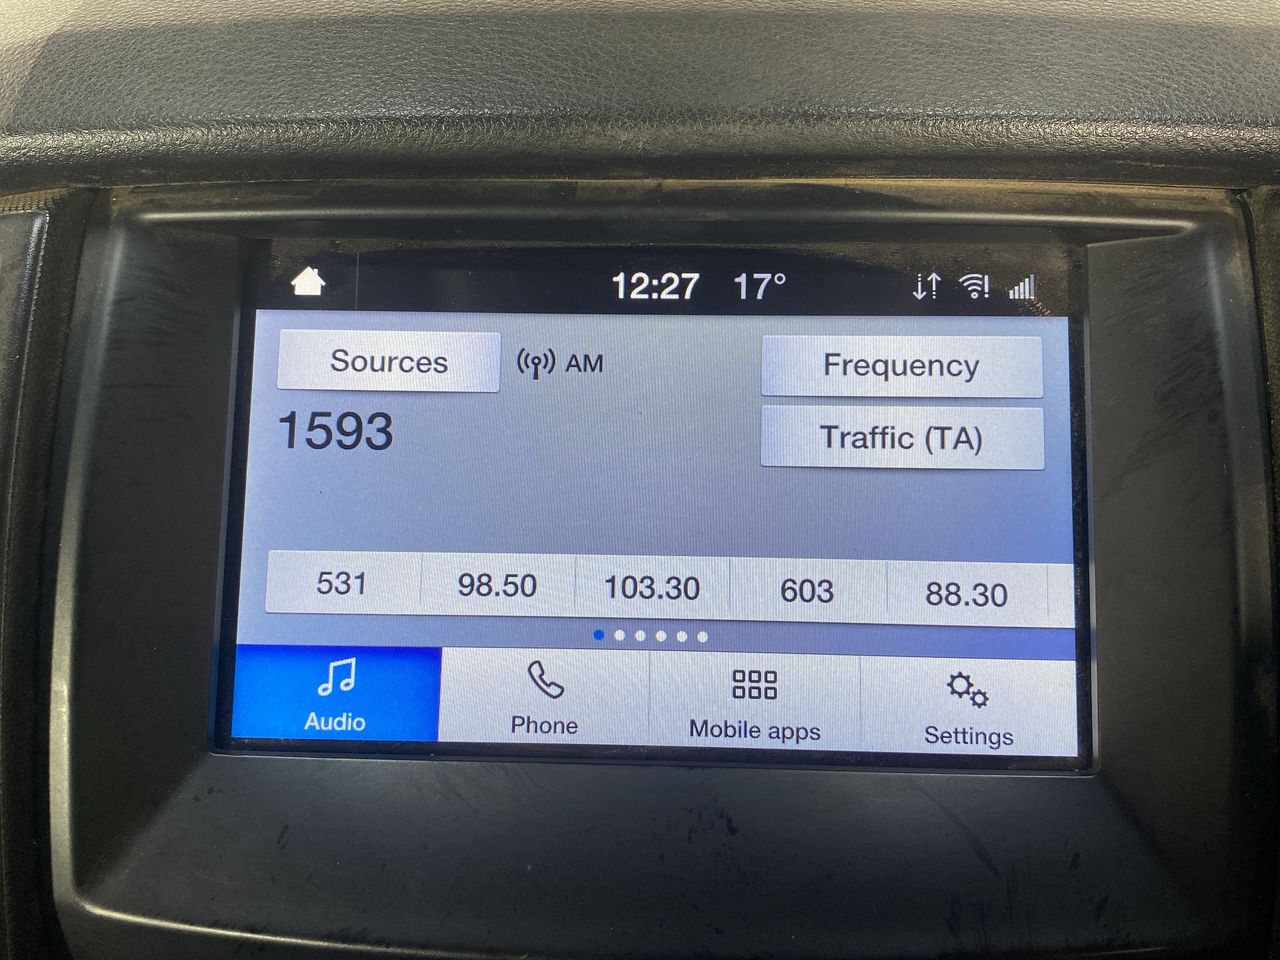 12:27 17°
Sources AM Frequency
1593 Traffic (TA)
531 98.50 103.30 603 88.30
Audio Phone Mobile apps Settings